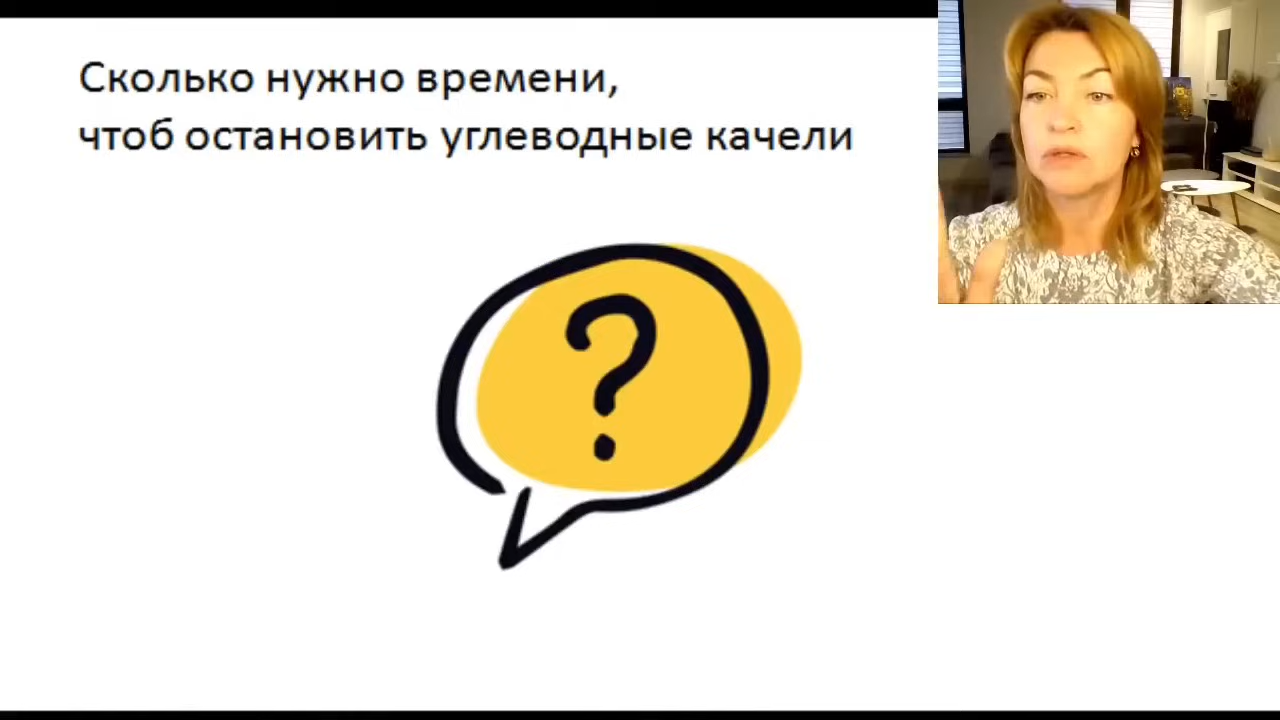 Сколько нужно времени,
чтоб остановить углеводные качели
?